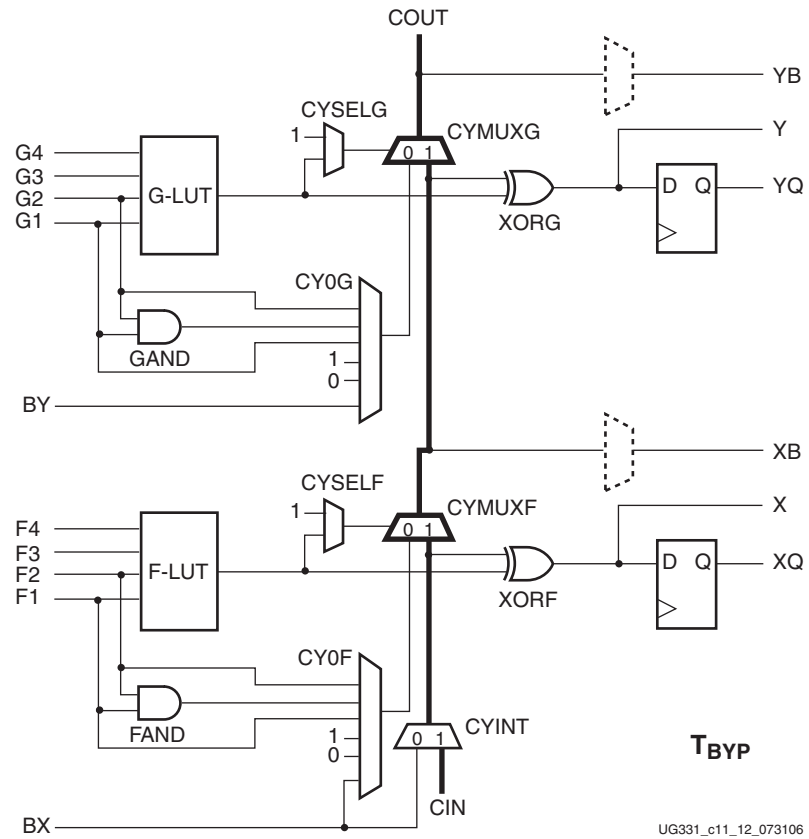 COUT
YB
CYSELG
1
CYMUXG
0 1
Y
G4
G3
G2
G1
G-LUT
XORG
D Q
YQ
CY0G
GAND
1
0
BY
XB
CYSELF
1
CYMUXF
0 1
X
F4
F3
F2
F1
F-LUT
XORF
D Q
XQ
CY0F
FAND
1
0
CYINT
0 1
TBYP
CIN
BX
UG331_c11_12_073106